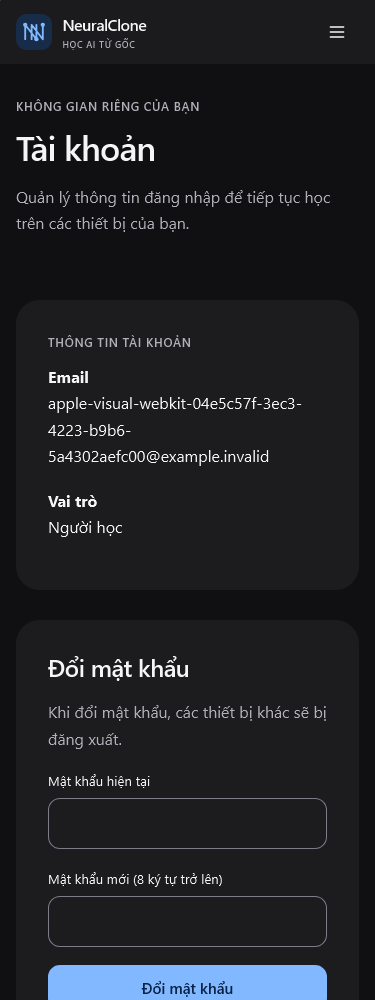 NeuralClone
HỌC AI TỪ GỐC
KHÔNG GIAN RIÊNG CỦA BẠN
Tài khoản
Quản lý thông tin đăng nhập để tiếp tục học
trên các thiết bị của bạn.
THÔNG TIN TÀI KHOẢN
Email
apple-visual-webkit-04e5c57f-3ec3-
4223-b9b6-
5a4302aefc00@example.invalid
Vai trò
Người học
Đổi mật khẩu
Khi đổi mật khẩu, các thiết bị khác sẽ bị
đăng xuất.
Mật khẩu hiện tại
Mật khẩu mới (8 ký tự trở lên)
Đổi mật khẩu